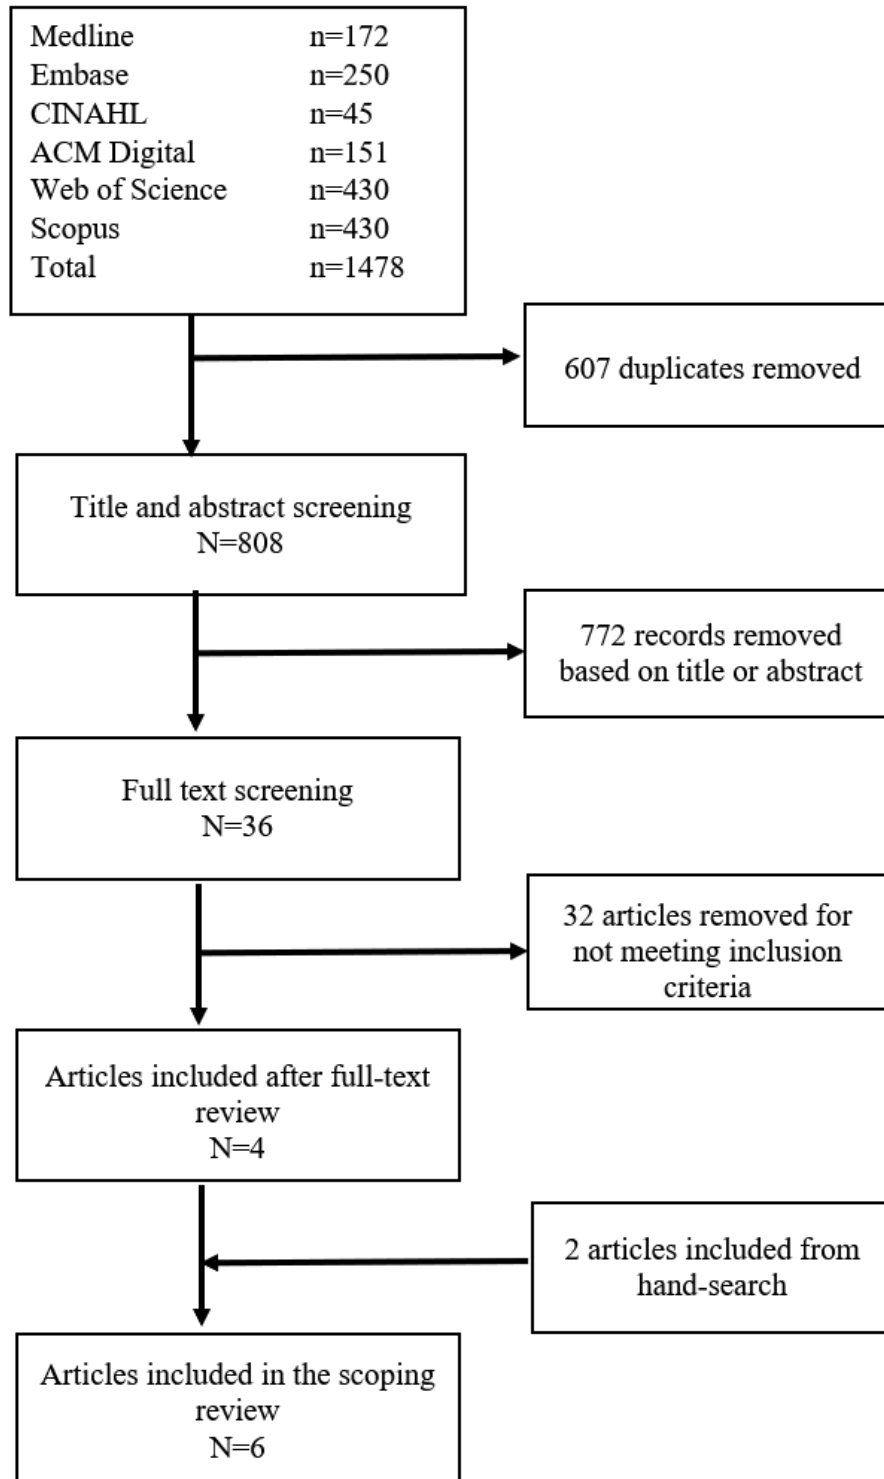 Medline n=172
Embase n=250
CINAHL n=45
ACM Digital n=151
Web of Science n=430
Scopus n=430
Total n=1478
607 duplicates removed
Title and abstract screening
N=808
772 records removed
based on title or abstract
Full text screening
N=36
32 articles removed for
not meeting inclusion
criteria
Articles included after full-text
review
N=4
2 articles included from
hand-search
Articles included in the scoping
review
N=6